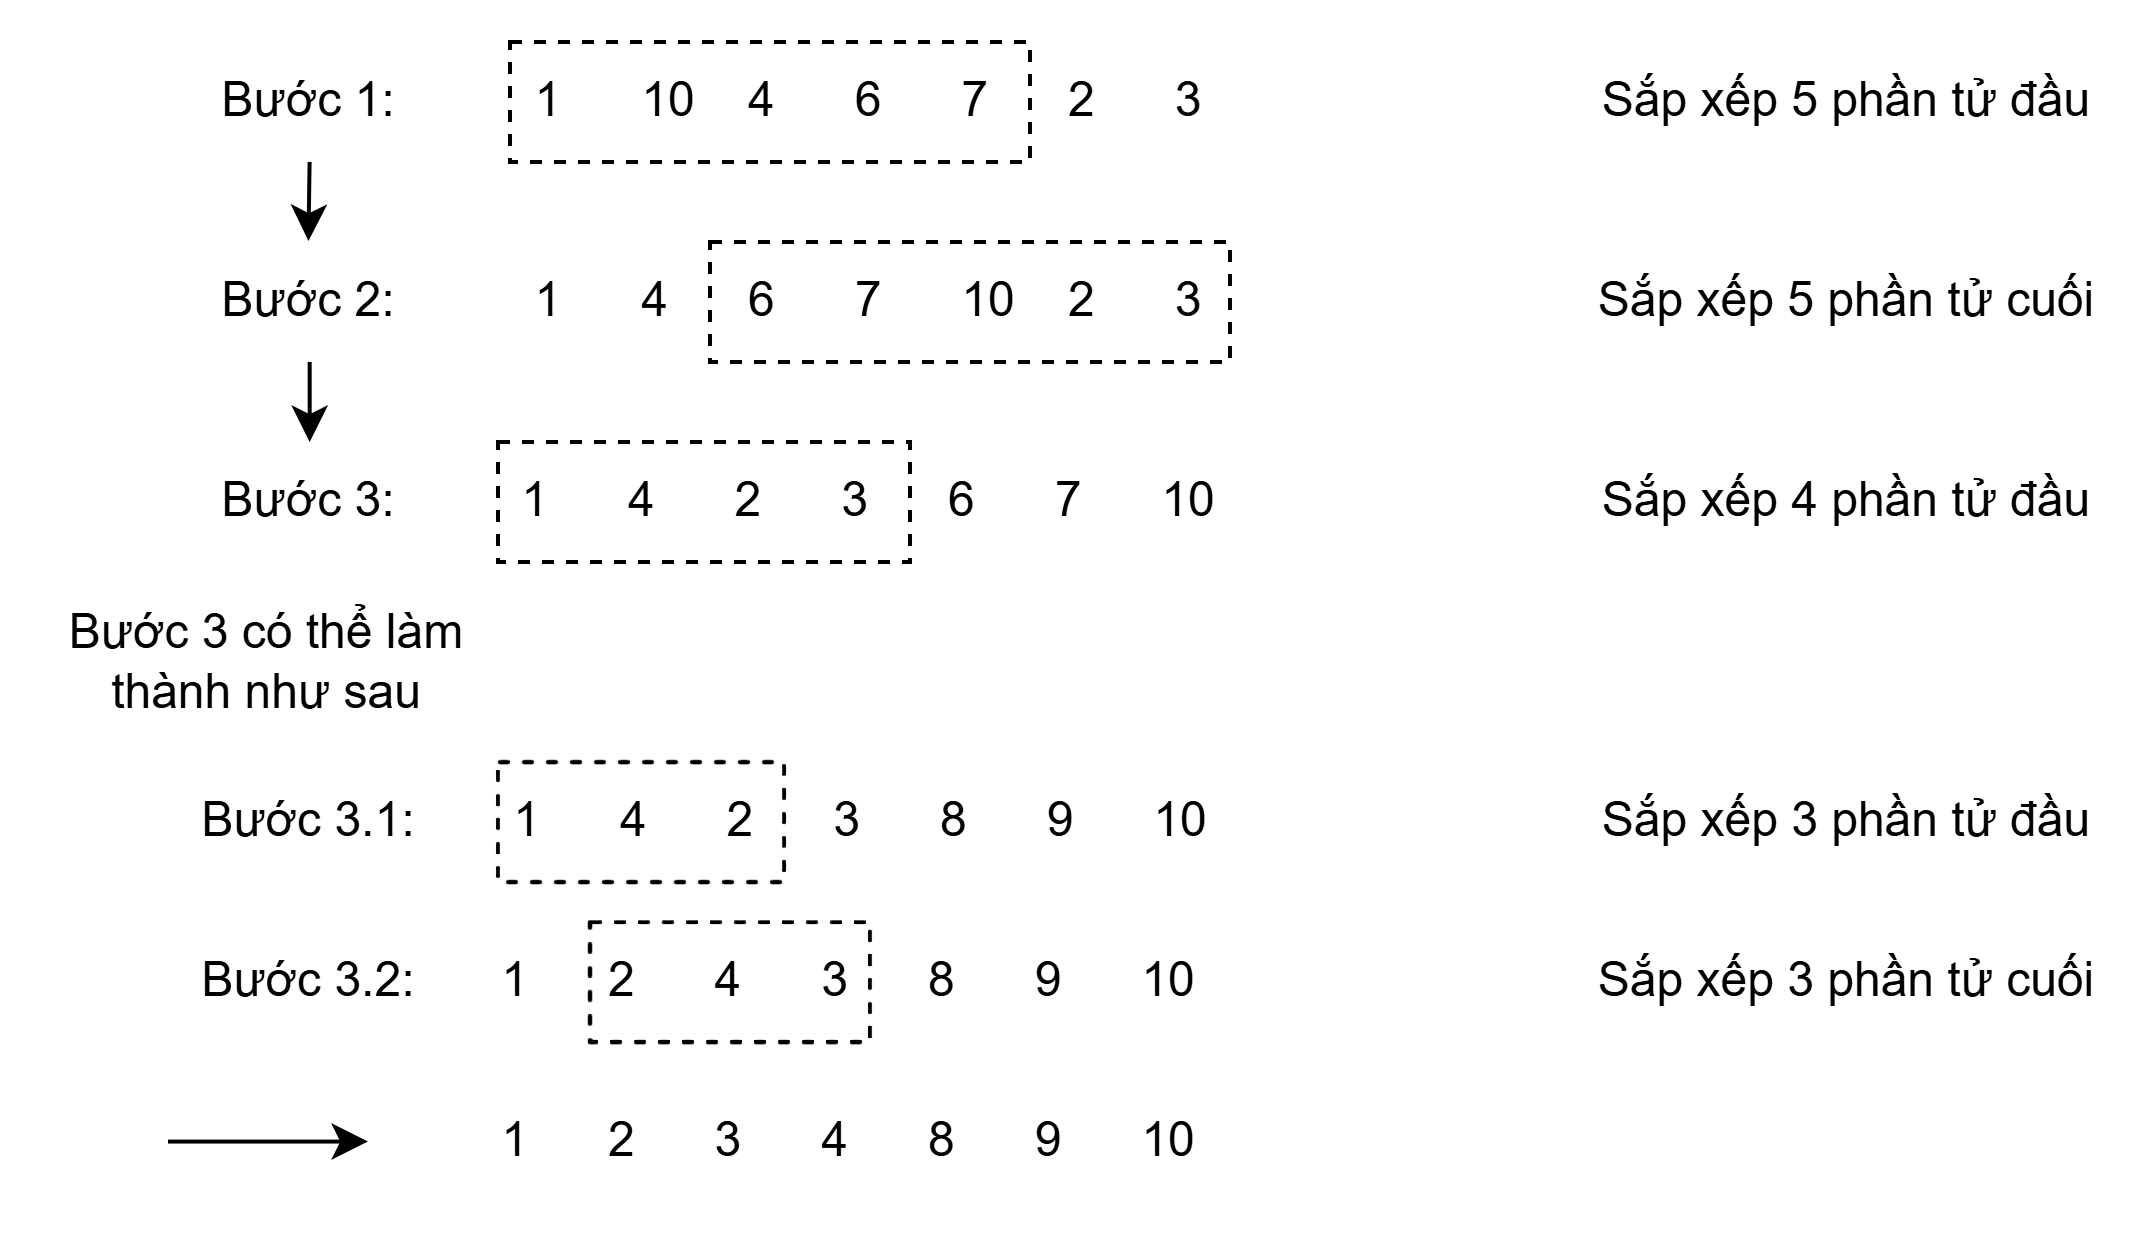 Bước 1: 1 10 4 6 7 2 3 Sắp xếp 5 phần tử đầu
Bước 2: 1 4 6 7 10 2 3 Sắp xếp 5 phần tử cuối
Bước 3: 1 4 2 3 6 7 10 Sắp xếp 4 phần tử đầu
Bước 3 có thể làm
thành như sau
Bước 3.1: 1 4 2 3 8 9 10 Sắp xếp 3 phần tử đầu
Bước 3.2: 1 2 4 3 8 9 10 Sắp xếp 3 phần tử cuối
1 2 3 4 8 9 10